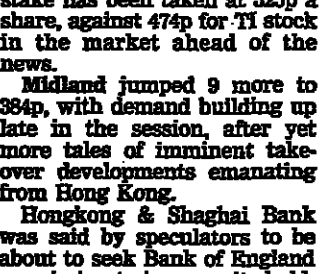 stake has been taken at 325p a
share, against 474p for TI stock
in the market ahead of the
news.
Midland jumped 9 more to
384p, with demand building up
late in the session, after yet
more tales of imminent take-
over developments emanating
from Hong Kong.
Hongkong & Shaghai Bank
was said by speculators to be
about to seek Bank of England